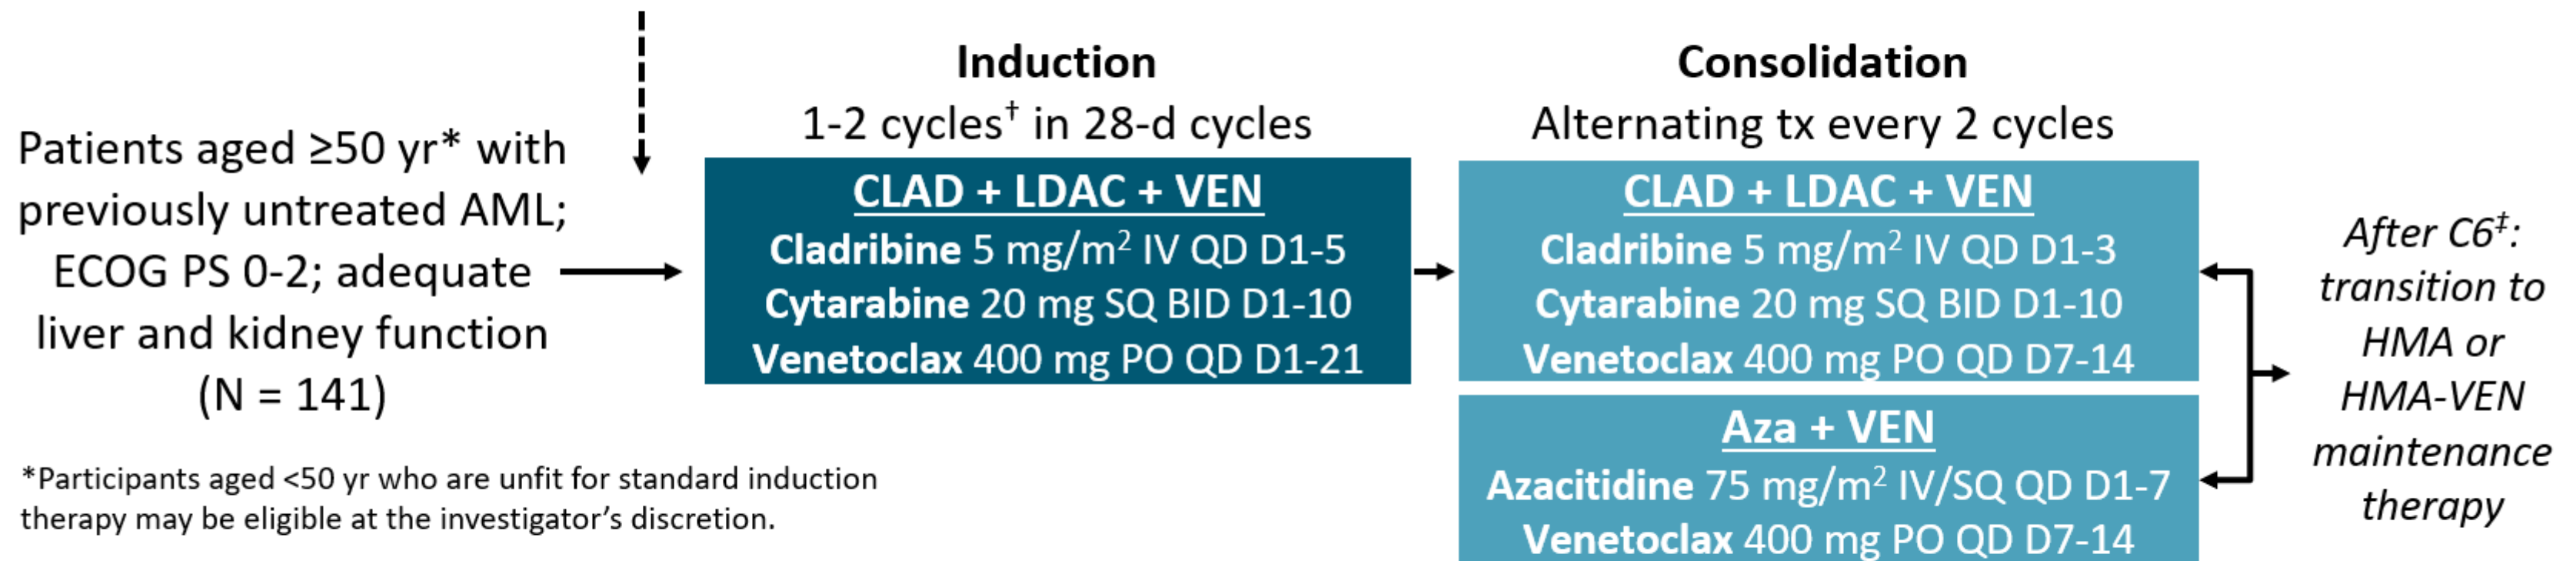 Patients aged ≥50 yr* with
previously untreated AML;
ECOG PS 0-2; adequate
liver and kidney function
(N = 141)
*Participants aged <50 yr who are unfit for standard induction
therapy may be eligible at the investigator’s discretion.
Induction
1-2 cycles† in 28-d cycles
CLAD + LDAC + VEN
Cladribine 5 mg/m² IV QD D1-5
Cytarabine 20 mg SQ BID D1-10
Venetoclax 400 mg PO QD D1-21
Consolidation
Alternating tx every 2 cycles
CLAD + LDAC + VEN
Cladribine 5 mg/m² IV QD D1-3
Cytarabine 20 mg SQ BID D1-10
Venetoclax 400 mg PO QD D7-14
Aza + VEN
Azacitidine 75 mg/m² IV/SQ QD D1-7
Venetoclax 400 mg PO QD D7-14
After C6‡:
transition to
HMA or
HMA-VEN
maintenance
therapy